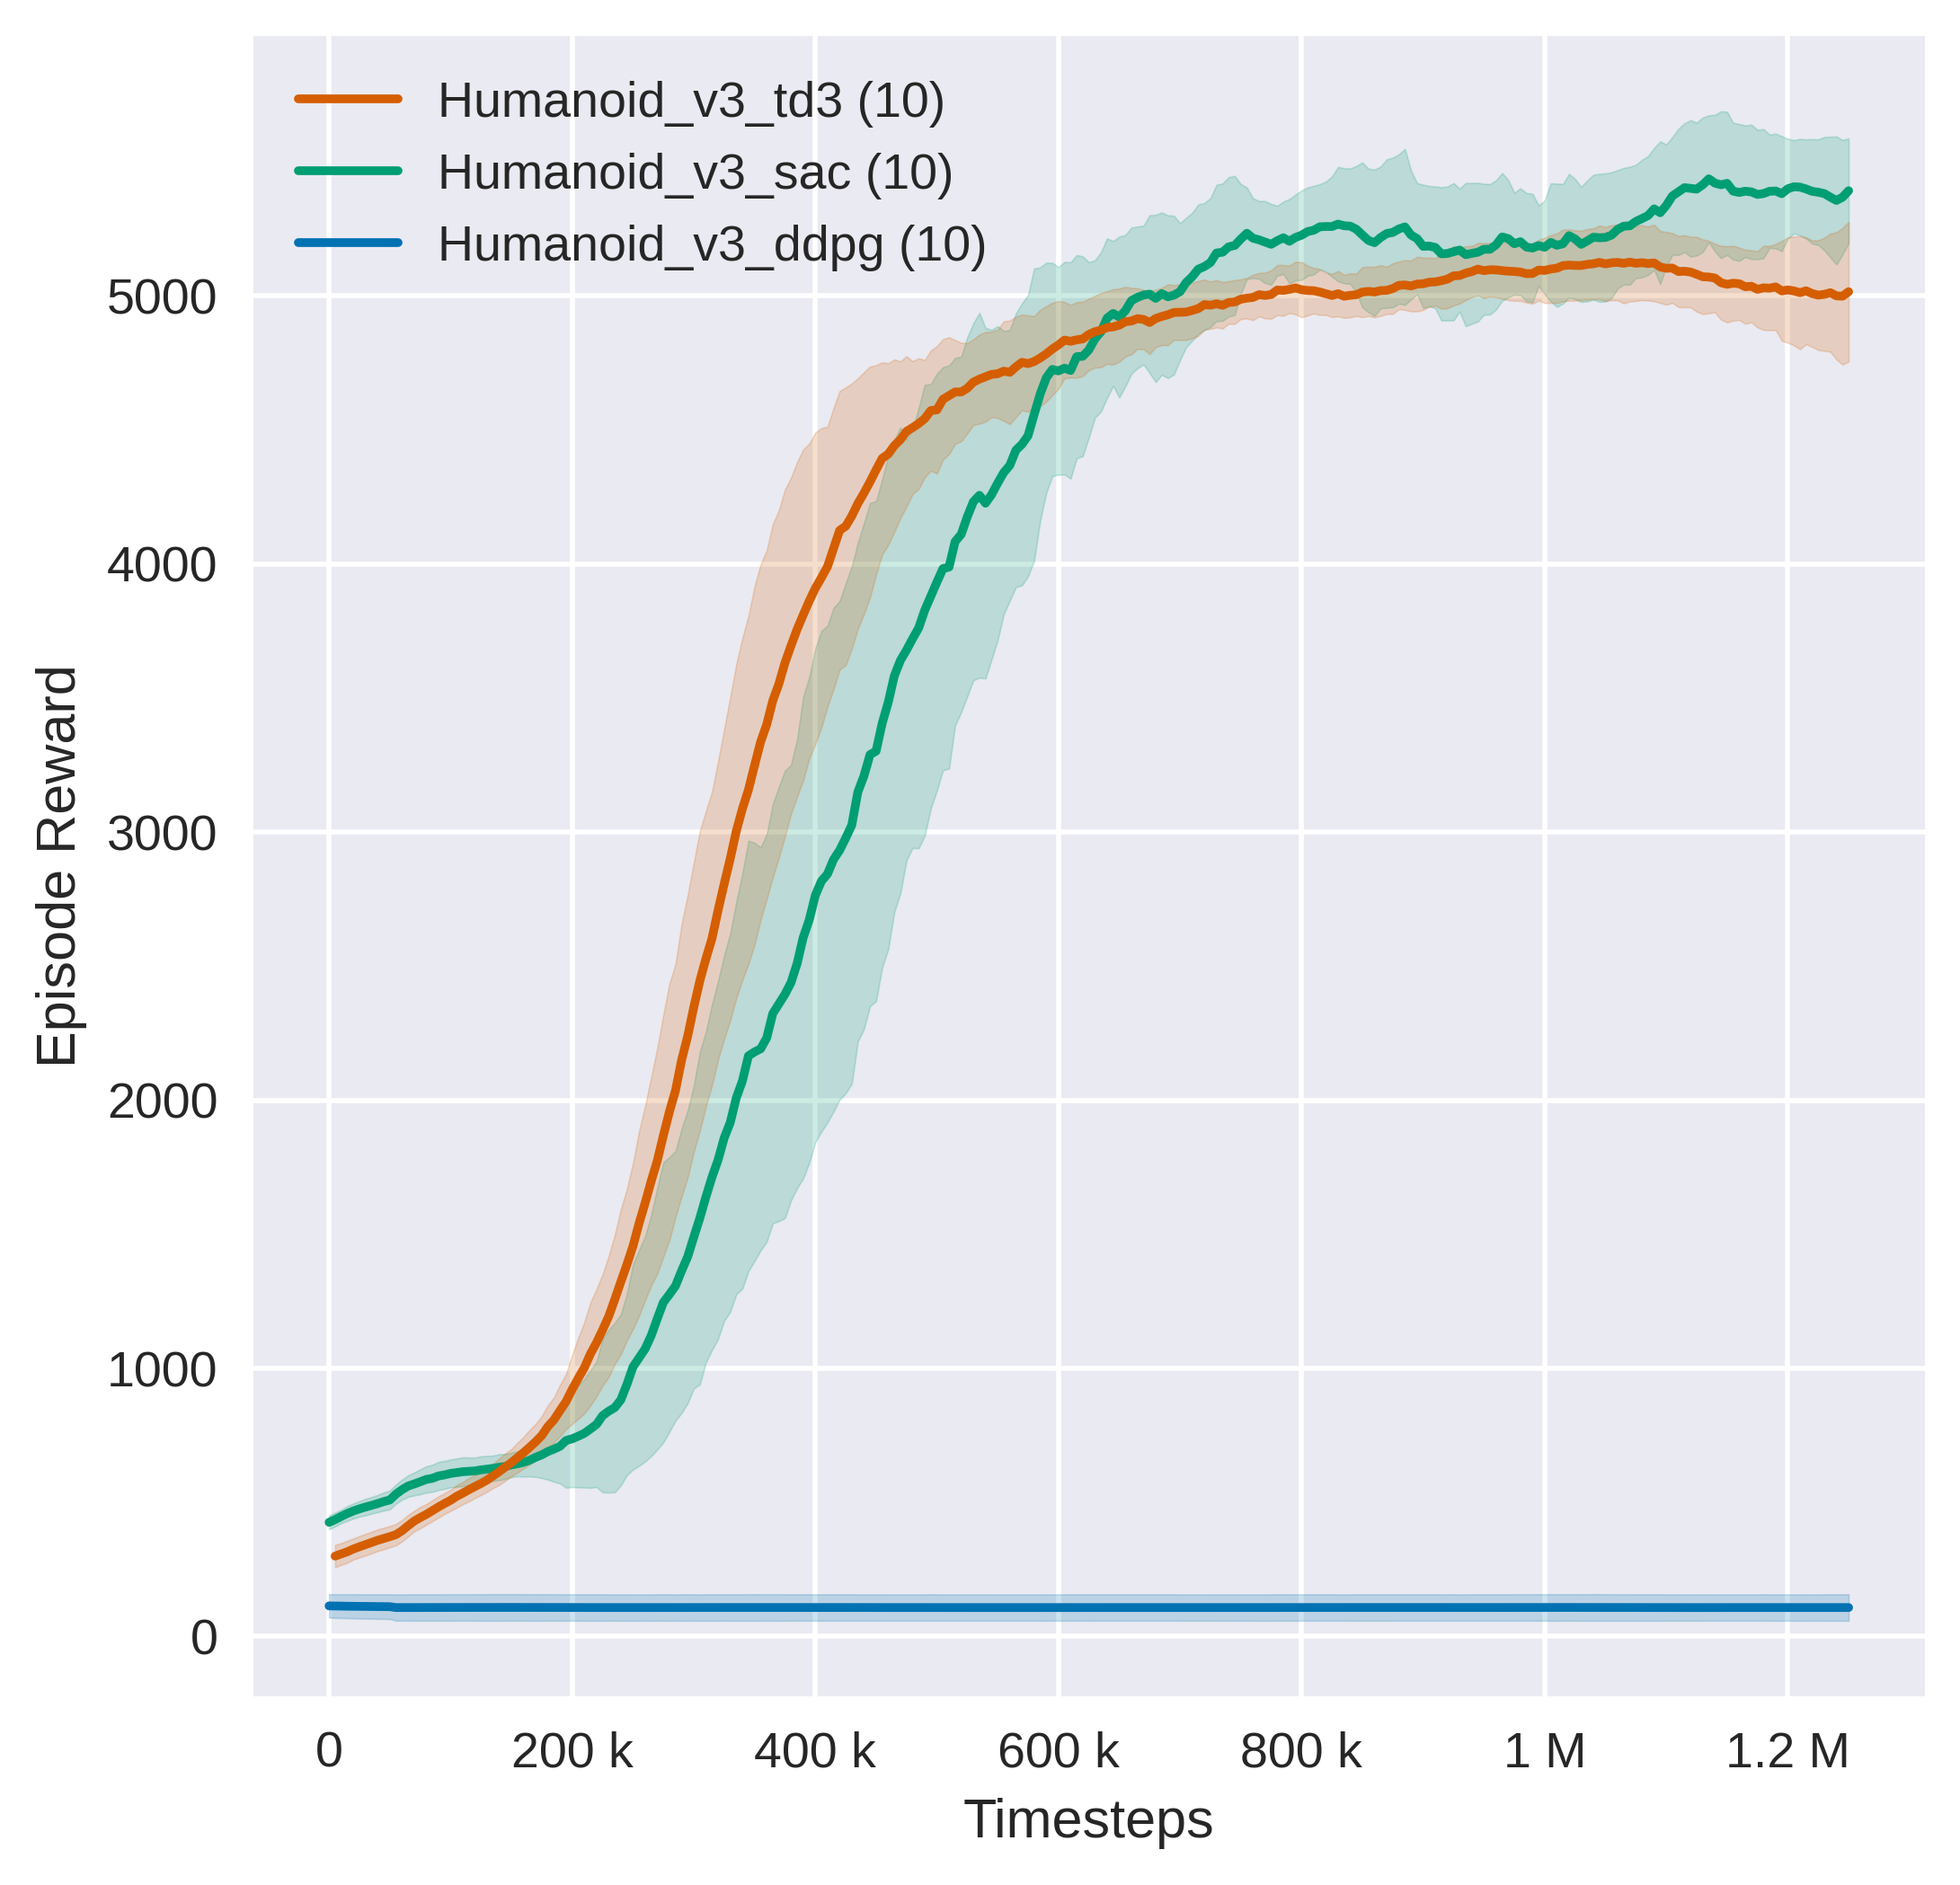 Humanoid_v3_td3 (10)
Humanoid_v3_sac (10)
Humanoid_v3_ddpg (10)
Episode Reward
5000
4000
3000
2000
1000
0
0 200 k 400 k 600 k 800 k 1 M 1.2 M
Timesteps